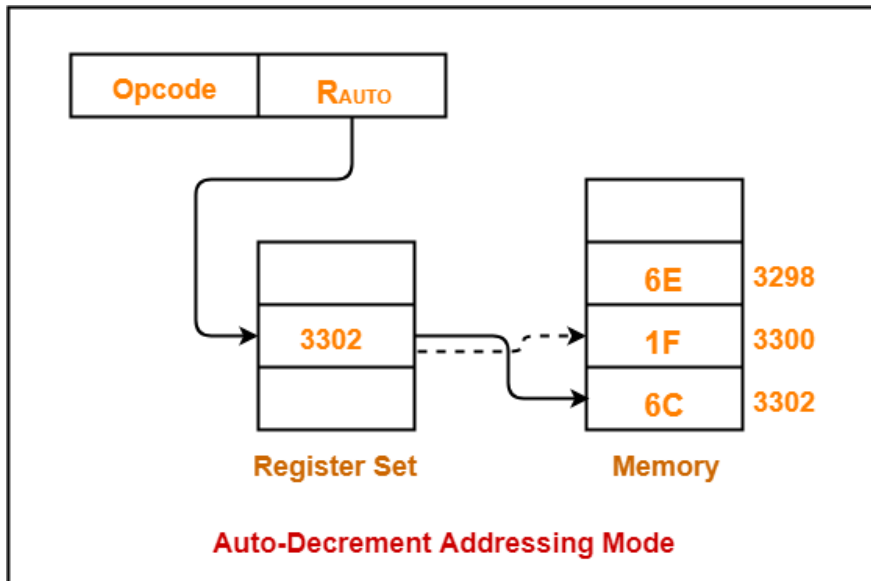 Opcode RAUTO
6E 3298
3302 1F 3300
6C 3302
Register Set Memory
Auto-Decrement Addressing Mode